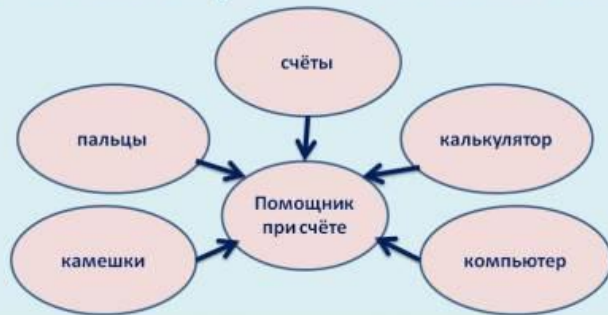 счёты
пальцы
калькулятор
Помощник
при счёте
камешки
компьютер